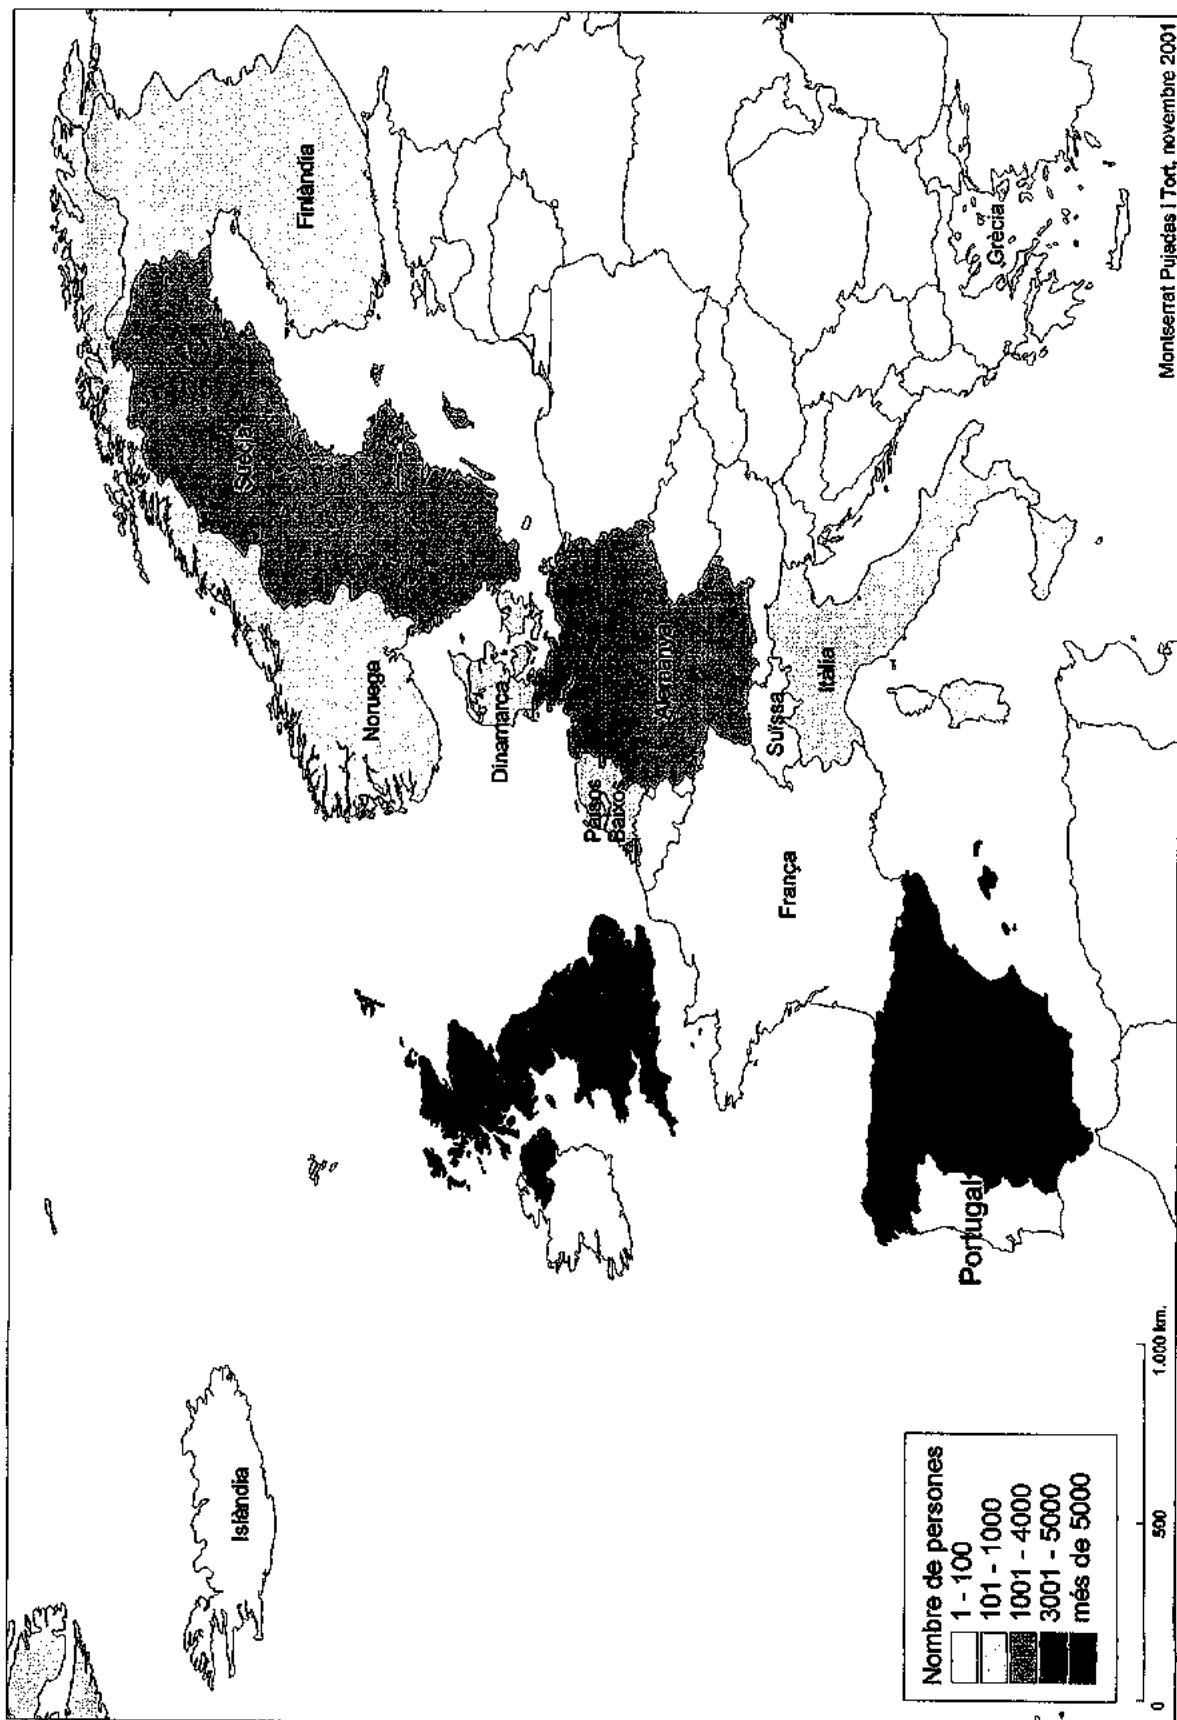 Islàndia
Noruega
Suècia
Finlàndia
Dinamarca
Països
Baixos
Alemanya
França
Suïssa
Itàlia
Portugal
Grècia
Nombre de persones
1 - 100
101 - 1000
1001 - 4000
3001 - 5000
més de 5000
0 500 1.000 km.
Montserrat Pujadas i Tort, novembre 2001